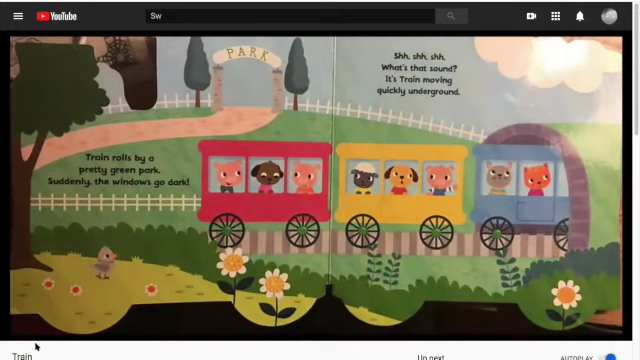 YouTube
Sw
PARK
Shh, shh, shh.
What's that sound?
It's Train moving
quickly underground.
Train rolls by a
pretty green park.
Suddenly, the windows go dark!
Train
Up next
AUTOPLAY